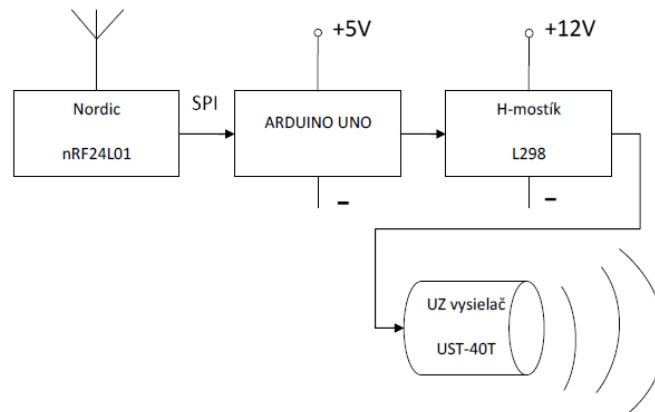 +5V
+12V
SPI
Nordic
nRF24L01
ARDUINO UNO
H-mostík
L298
-
-
UZ vysielač
UST-40T